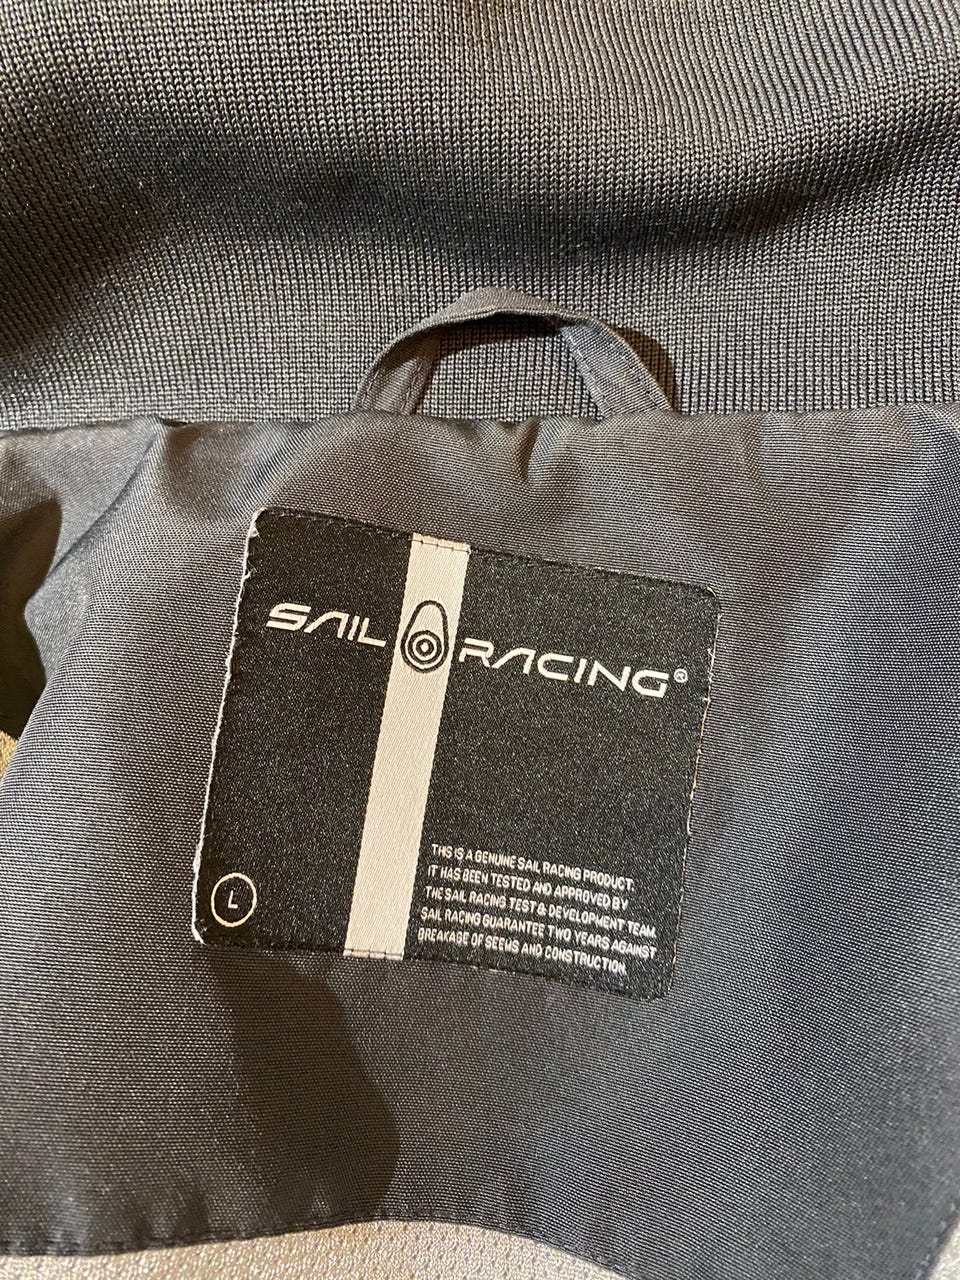 SAIL RACING®
THIS IS A GENUINE SAIL RACING PRODUCT.
IT HAS BEEN TESTED AND APPROVED BY
THE SAIL RACING TEST & DEVELOPMENT TEAM.
SAIL RACING GUARANTEE TWO YEARS AGAINST
BREAKAGE OF SEEMS AND CONSTRUCTION.
L